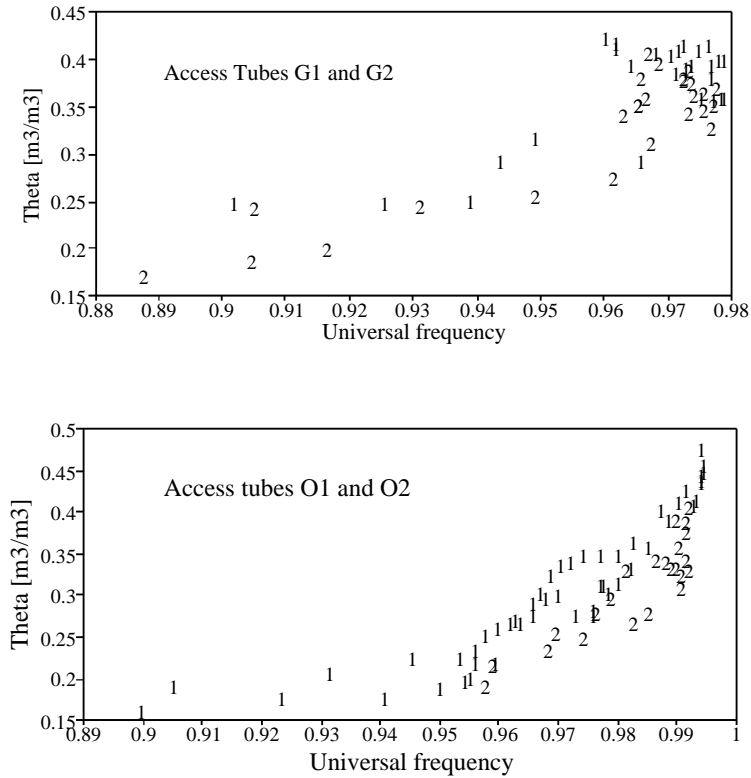 0.45
Access Tubes G1 and G2
0.4
0.35
0.3
0.25
0.2
0.15
Theta [m3/m3]
0.88 0.89 0.9 0.91 0.92 0.93 0.94 0.95 0.96 0.97 0.98
Universal frequency
0.5
0.45
Access tubes O1 and O2
0.4
0.35
0.3
0.25
0.2
0.15
Theta [m3/m3]
0.89 0.9 0.91 0.92 0.93 0.94 0.95 0.96 0.97 0.98 0.99 1
Universal frequency